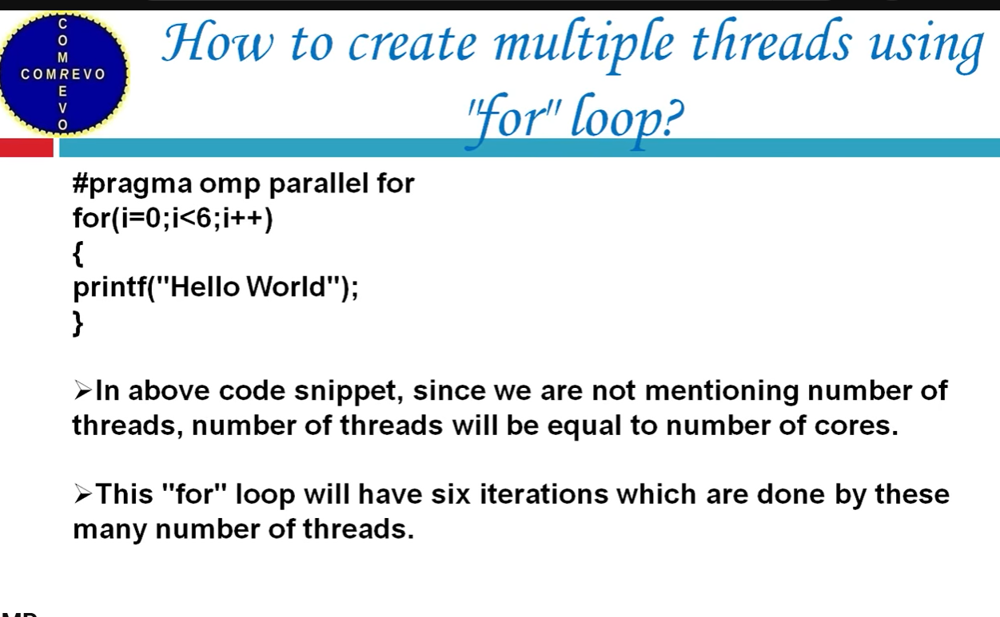 C
O
M
COMREVO
E
V
O
How to create multiple threads using
"for" loop?
#pragma omp parallel for
for(i=0;i<6;i++)
{
printf("Hello World");
}
➢In above code snippet, since we are not mentioning number of
threads, number of threads will be equal to number of cores.
➢This "for" loop will have six iterations which are done by these
many number of threads.